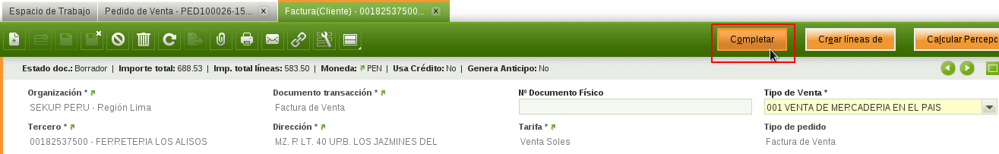 Espacio de Trabajo Pedido de Venta - PED100026-15... Factura(Cliente) - 00182537500...
Completar Crear líneas de Calcular Percepc
Estado doc.: Borrador | Importe total: 688.53 | Imp. total líneas: 583.50 | Moneda: PEN | Usa Crédito: No | Genera Anticipo: No
Organización * Documento transacción * Nº Documento Físico Tipo de Venta *
SEKUR PERU - Región Lima Factura de Venta 001 VENTA DE MERCADERIA EN EL PAIS
Tercero * Dirección * Tarifa * Tipo de pedido
00182537500 - FERRETERIA LOS ALISOS MZ. R LT. 40 URB. LOS JAZMINES DEL Venta Soles Factura de Venta